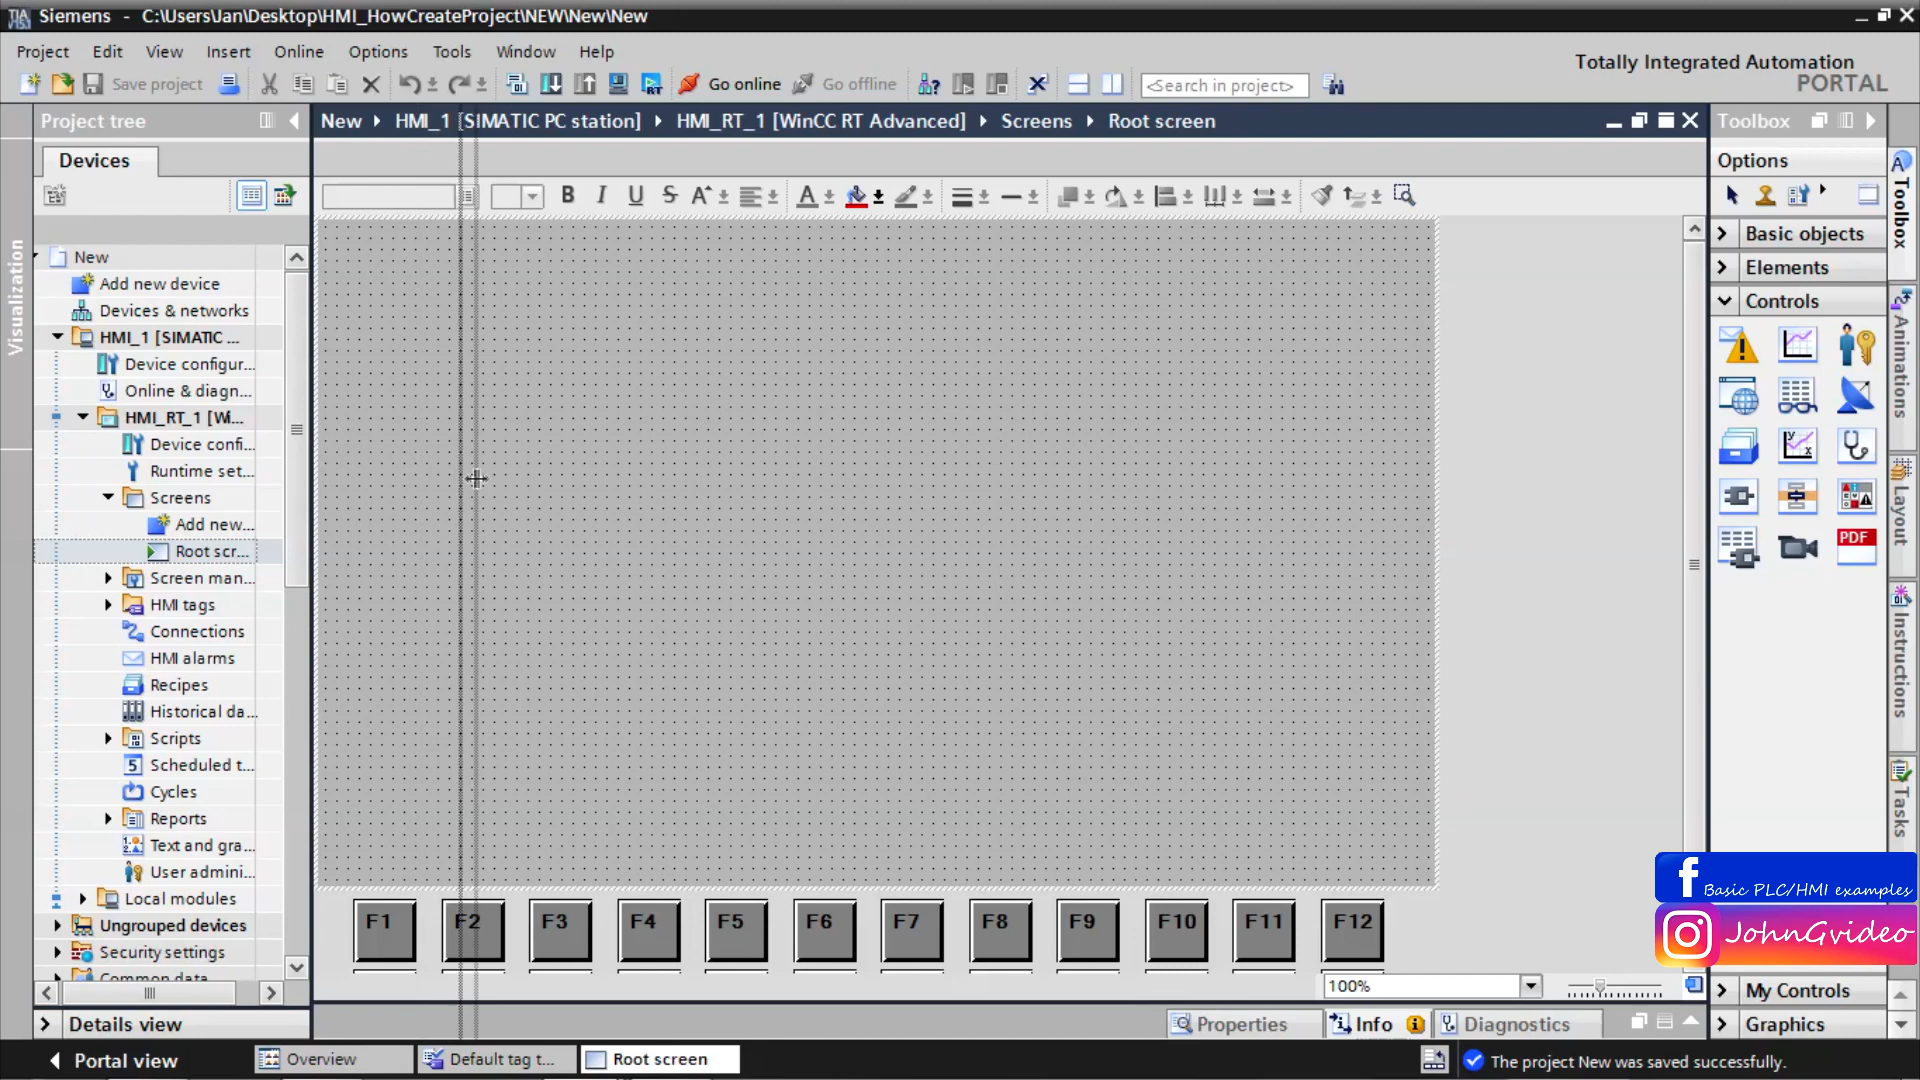 Siemens - C:\Users\Jan\Desktop\HMI_HowCreateProject\NEW\New\New
Project Edit View Insert Online Options Tools Window Help
Totally Integrated Automation
PORTAL
Save project
Go online
Go offline
<Search in project>
Project tree
New HMI_1 [SIMATIC PC station] HMI_RT_1 [WinCC RT Advanced] Screens Root screen
Toolbox
Devices
Options
B I U S A A
Visualization
New
Add new device
Devices & networks
HMI_1 [SIMATIC ...
Device configur...
Online & diagn...
HMI_RT_1 [Wi...
Device confi...
Runtime set...
Screens
Add new...
Root scr...
Screen man...
HMI tags
Connections
HMI alarms
Recipes
Historical da...
Scripts
Scheduled t...
Cycles
Reports
Text and gra...
User admini...
Local modules
Ungrouped devices
Security settings
Common data
Details view
Basic objects
Elements
Controls
PDF
My Controls
Graphics
Toolbox
Animations
Layout
Instructions
Tasks
F1 F2 F3 F4 F5 F6 F7 F8 F9 F10 F11 F12
100%
Properties Info Diagnostics
f Basic PLC/HMI examples
JohnGvideo
Portal view Overview Default tag t... Root screen
The project New was saved successfully.